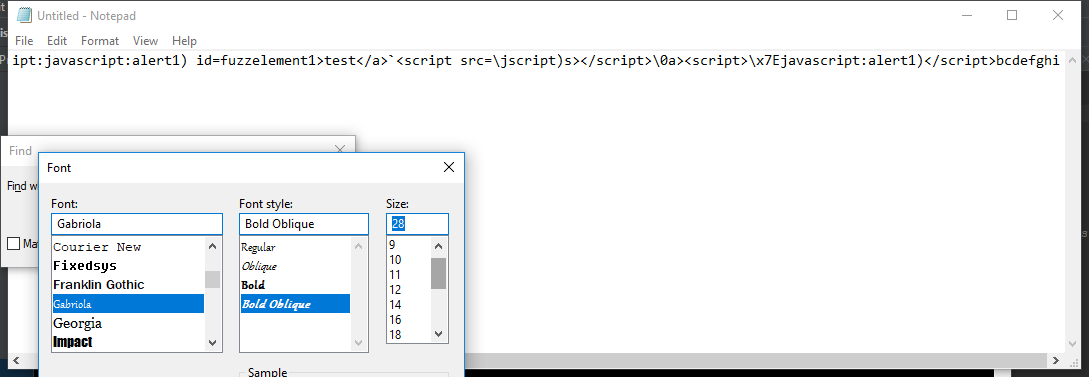 Untitled - Notepad
File Edit Format View Help
ipt:javascript:alert1) id=fuzzelement1>test</a>`<script src=\jscript)s></script>\0a><script>\x7Ejavascript:alert1)</script>bcdefghi
Find
Find w
Ma
Font
Font: Font style: Size:
Gabriola Bold Oblique 28
Courier New Regular 9
Fixedsys Oblique 10
Franklin Gothic Bold 11
Gabriola Bold Oblique 12
Georgia 14
Impact 16
18
Sample